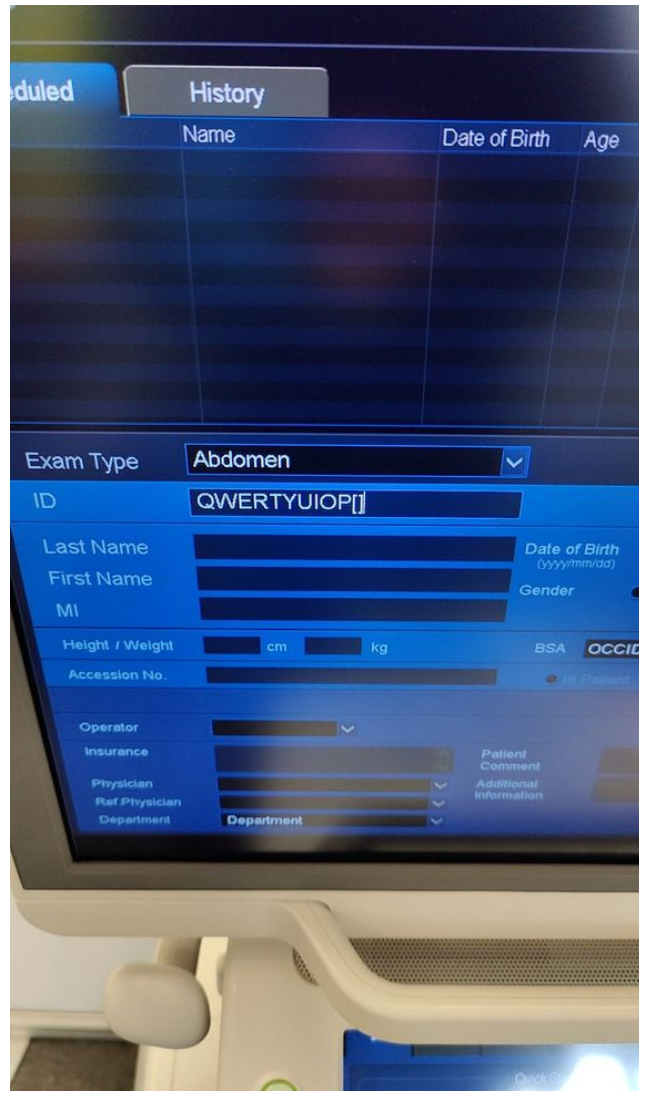 eduled History
Name Date of Birth Age
Exam Type Abdomen
ID QWERTYUIOP[]
Last Name Date of Birth
(yyyy/mm/dd)
First Name Gender
MI
Height / Weight cm kg BSA OCCID
Accession No. In Patient
Operator
Insurance Patient
Comment
Physician Additional
Information
Ref.Physician
Department Department